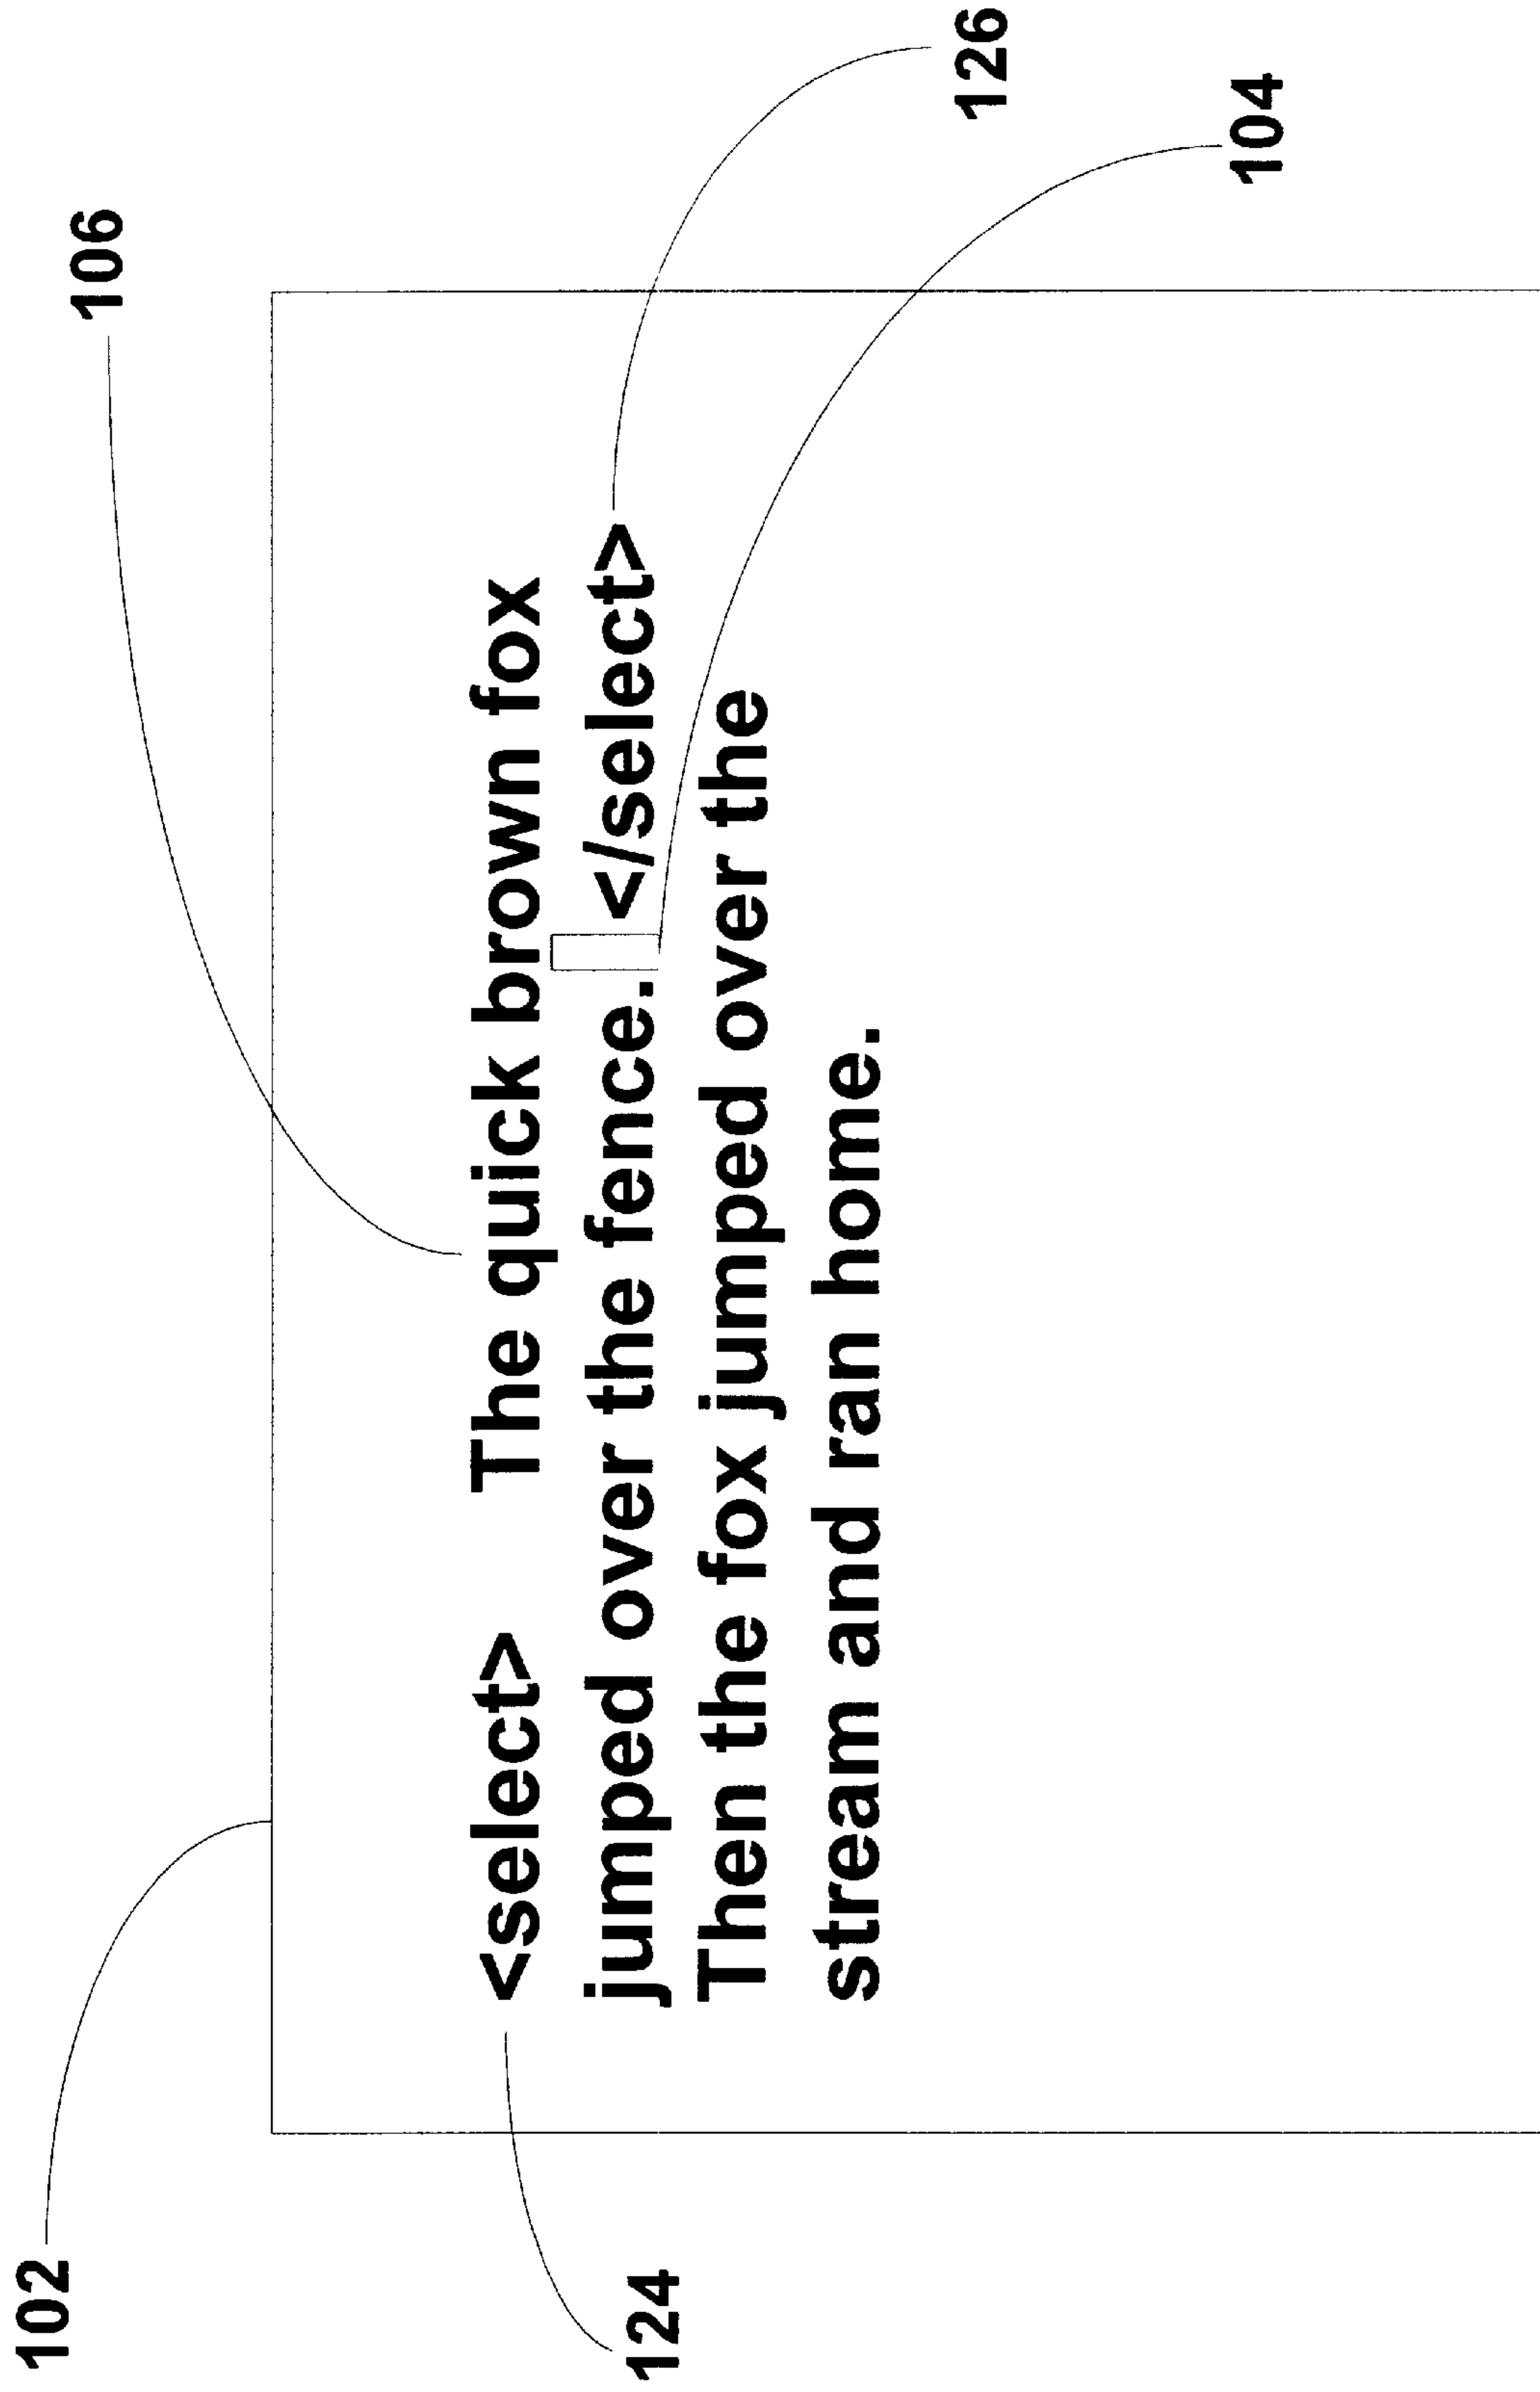 106
126
102
<select> The quick brown fox
jumped over the fence. </select>
Then the fox jumped over the
stream and ran home.
124
104